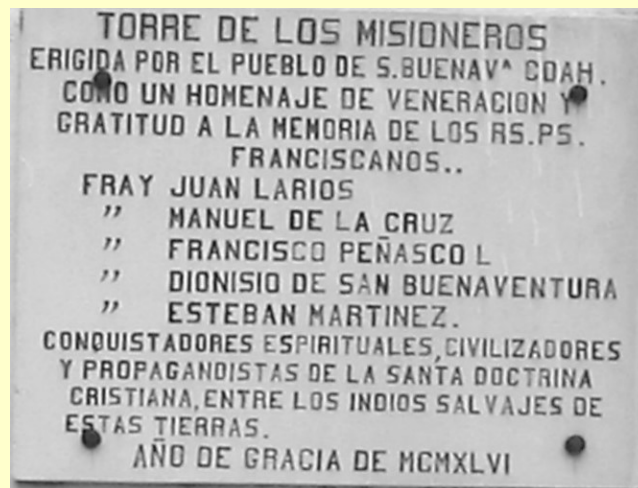 TORRE DE LOS MISIONEROS
ERIGIDA POR EL PUEBLO DE S. BUENAVᴬ COAH.
COMO UN HOMENAJE DE VENERACION Y
GRATITUD A LA MEMORIA DE LOS RS. PS.
FRANCISCANOS..
FRAY JUAN LARIOS
" MANUEL DE LA CRUZ
" FRANCISCO PEÑASCO L
" DIONISIO DE SAN BUENAVENTURA
" ESTEBAN MARTINEZ.
CONQUISTADORES ESPIRITUALES, CIVILIZADORES
Y PROPAGANDISTAS DE LA SANTA DOCTRINA
CRISTIANA, ENTRE LOS INDIOS SALVAJES DE
ESTAS TIERRAS.
AÑO DE GRACIA DE MCMXLVI